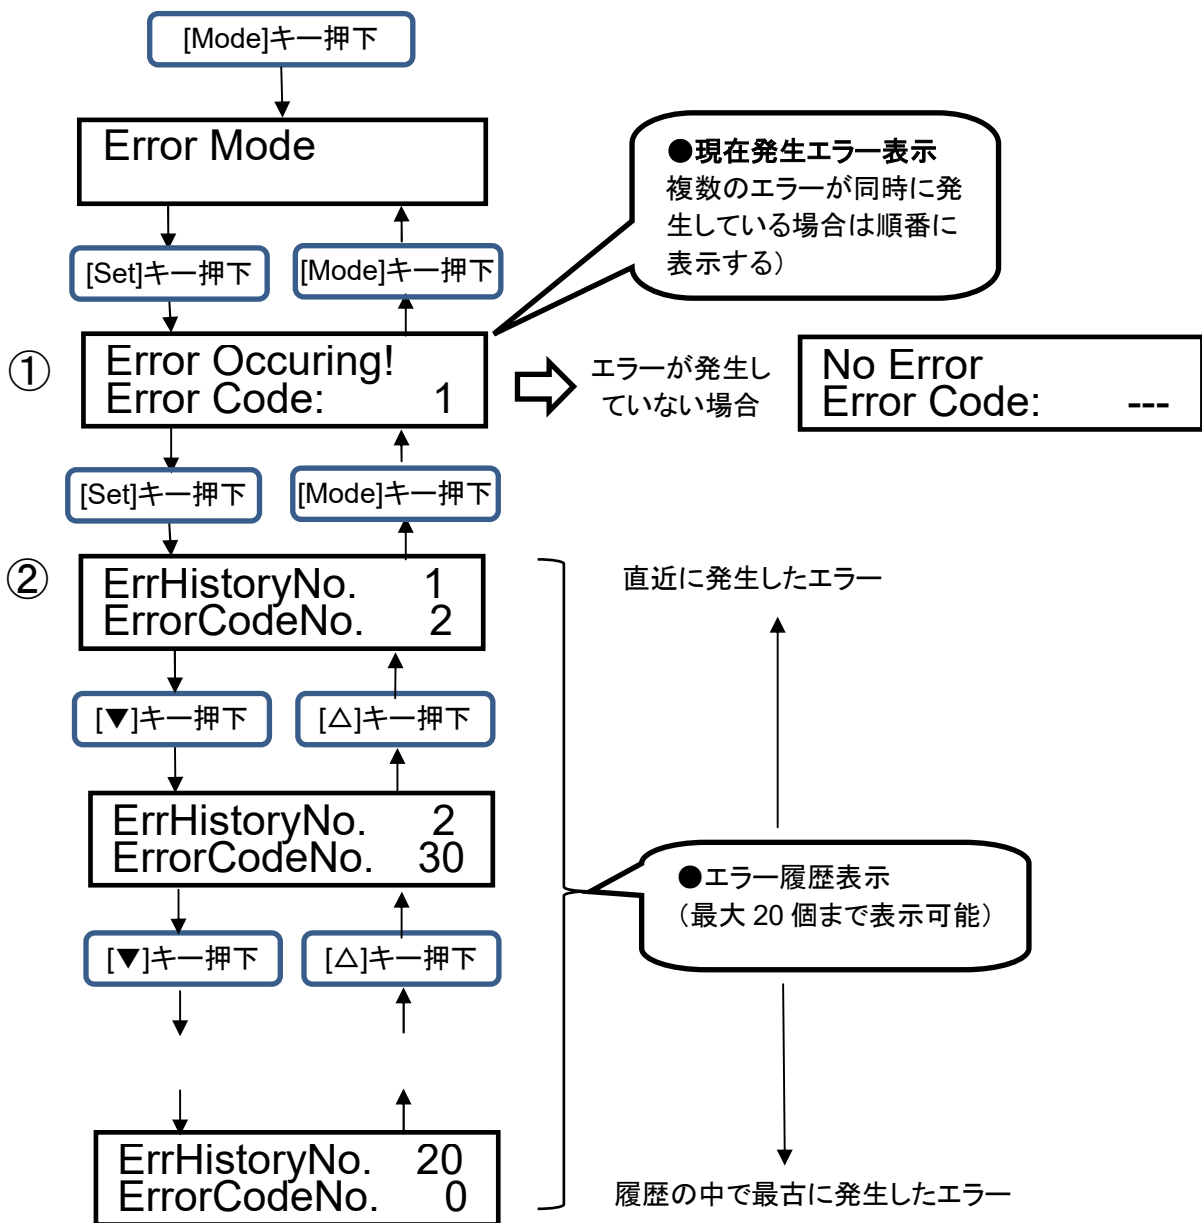 [Mode]キー押下
Error Mode
●現在発生エラー表示
複数のエラーが同時に発
生している場合は順番に
表示する）
[Set]キー押下
[Mode]キー押下
①
Error Occuring!
Error Code: 1
エラーが発生し
ていない場合
No Error
Error Code: ---
[Set]キー押下
[Mode]キー押下
②
ErrHistoryNo. 1
ErrorCodeNo. 2
直近に発生したエラー
[▼]キー押下
[△]キー押下
ErrHistoryNo. 2
ErrorCodeNo. 30
●エラー履歴表示
（最大 20 個まで表示可能）
[▼]キー押下
[△]キー押下
ErrHistoryNo. 20
ErrorCodeNo. 0
履歴の中で最古に発生したエラー